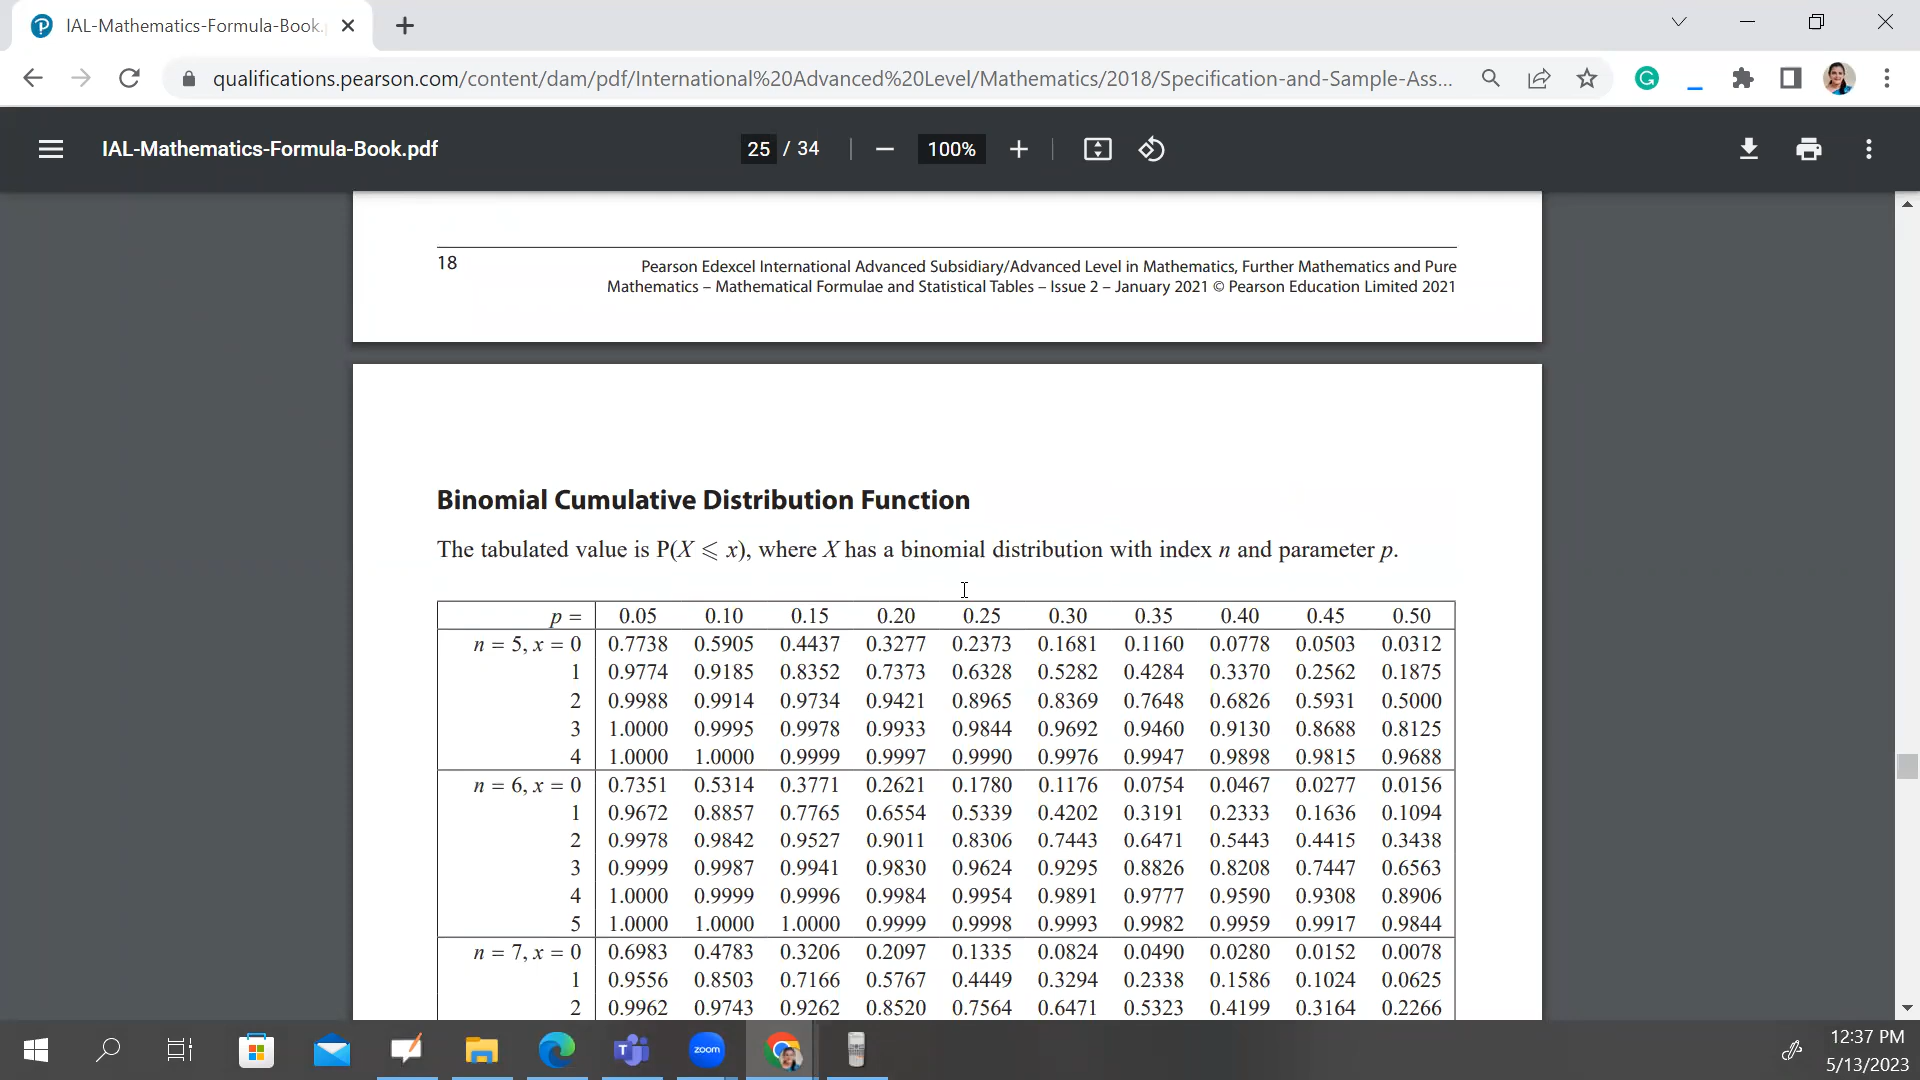 IAL-Mathematics-Formula-Book.
qualifications.pearson.com/content/dam/pdf/International%20Advanced%20Level/Mathematics/2018/Specification-and-Sample-Ass...
IAL-Mathematics-Formula-Book.pdf
25 / 34
100%
18
Pearson Edexcel International Advanced Subsidiary/Advanced Level in Mathematics, Further Mathematics and Pure
Mathematics – Mathematical Formulae and Statistical Tables – Issue 2 – January 2021 © Pearson Education Limited 2021
Binomial Cumulative Distribution Function
The tabulated value is P(X ⩽ x), where X has a binomial distribution with index n and parameter p.
p = 0.05 0.10 0.15 0.20 0.25 0.30 0.35 0.40 0.45 0.50
n = 5, x = 0 0.7738 0.5905 0.4437 0.3277 0.2373 0.1681 0.1160 0.0778 0.0503 0.0312
1 0.9774 0.9185 0.8352 0.7373 0.6328 0.5282 0.4284 0.3370 0.2562 0.1875
2 0.9988 0.9914 0.9734 0.9421 0.8965 0.8369 0.7648 0.6826 0.5931 0.5000
3 1.0000 0.9995 0.9978 0.9933 0.9844 0.9692 0.9460 0.9130 0.8688 0.8125
4 1.0000 1.0000 0.9999 0.9997 0.9990 0.9976 0.9947 0.9898 0.9815 0.9688
n = 6, x = 0 0.7351 0.5314 0.3771 0.2621 0.1780 0.1176 0.0754 0.0467 0.0277 0.0156
1 0.9672 0.8857 0.7765 0.6554 0.5339 0.4202 0.3191 0.2333 0.1636 0.1094
2 0.9978 0.9842 0.9527 0.9011 0.8306 0.7443 0.6471 0.5443 0.4415 0.3438
3 0.9999 0.9987 0.9941 0.9830 0.9624 0.9295 0.8826 0.8208 0.7447 0.6563
4 1.0000 0.9999 0.9996 0.9984 0.9954 0.9891 0.9777 0.9590 0.9308 0.8906
5 1.0000 1.0000 1.0000 0.9999 0.9998 0.9993 0.9982 0.9959 0.9917 0.9844
n = 7, x = 0 0.6983 0.4783 0.3206 0.2097 0.1335 0.0824 0.0490 0.0280 0.0152 0.0078
1 0.9556 0.8503 0.7166 0.5767 0.4449 0.3294 0.2338 0.1586 0.1024 0.0625
2 0.9962 0.9743 0.9262 0.8520 0.7564 0.6471 0.5323 0.4199 0.3164 0.2266
zoom
12:37 PM
5/13/2023